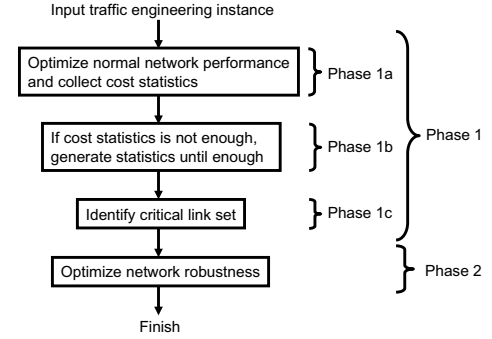 Input traffic engineering instance
Optimize normal network performance
and collect cost statistics
Phase 1a
If cost statistics is not enough,
generate statistics until enough
Phase 1b
Phase 1
Identify critical link set
Phase 1c
Optimize network robustness
Phase 2
Finish